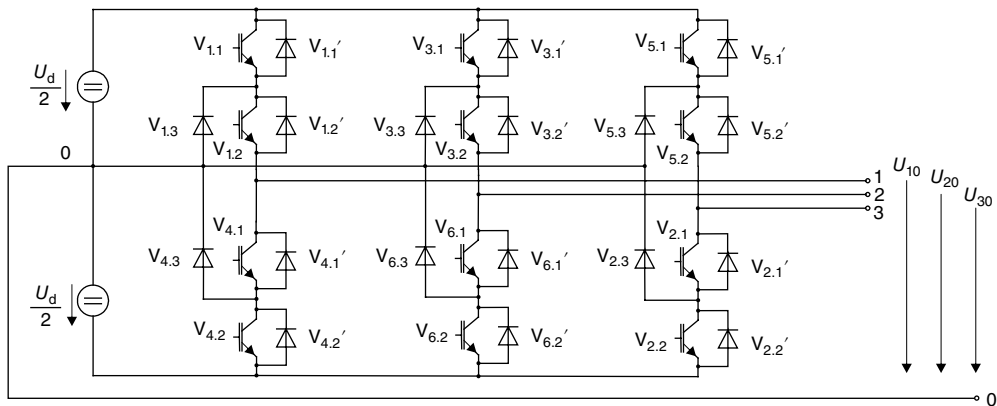 V1.1 V1.1′ V3.1 V3.1′ V5.1 V5.1′
Ud/2
V1.3 V1.2′ V3.3 V3.2′ V5.3 V5.2′
V1.2 V3.2 V5.2
0
1 U10
2 U20
3 U30
V4.1 V6.1 V2.1
V4.3 V4.1′ V6.3 V6.1′ V2.3 V2.1′
Ud/2
V4.2 V4.2′ V6.2 V6.2′ V2.2 V2.2′
0